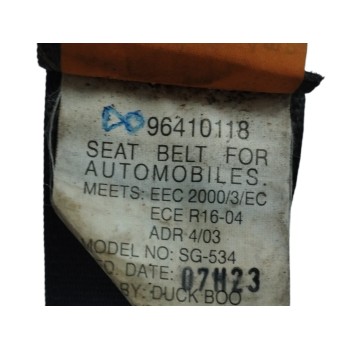 96410118
SEAT BELT FOR
AUTOMOBILES.
MEETS: EEC 2000/3/EC
ECE R16-04
ADR 4/03
MODEL NO: SG-534
DATE: 07H23
BY: DUCK BOO